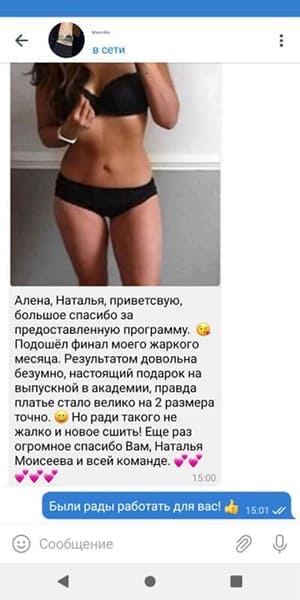 в сети
Алена, Наталья, приветсвую,
большое спасибо за
предоставленную программу. 😘
Подошёл финал моего жаркого
месяца. Результатом довольна
безумно, настоящий подарок на
выпускной в академии, правда
платье стало велико на 2 размера
точно. 😀 Но ради такого не
жалко и новое сшить! Еще раз
огромное спасибо Вам, Наталья
Моисеева и всей команде. 💕💕
💕💕💕 15:00
Были рады работать для вас! 👍 15:01
Сообщение